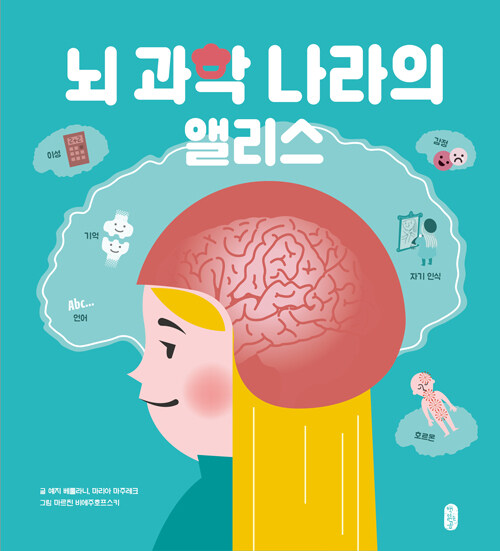 뇌 과학 나라의
앨리스
이성
감정
기억
자기 인식
Abc...
언어
호르몬
글 예지 베툴라니, 마리아 마주레크
그림 마르친 비에주호프스키